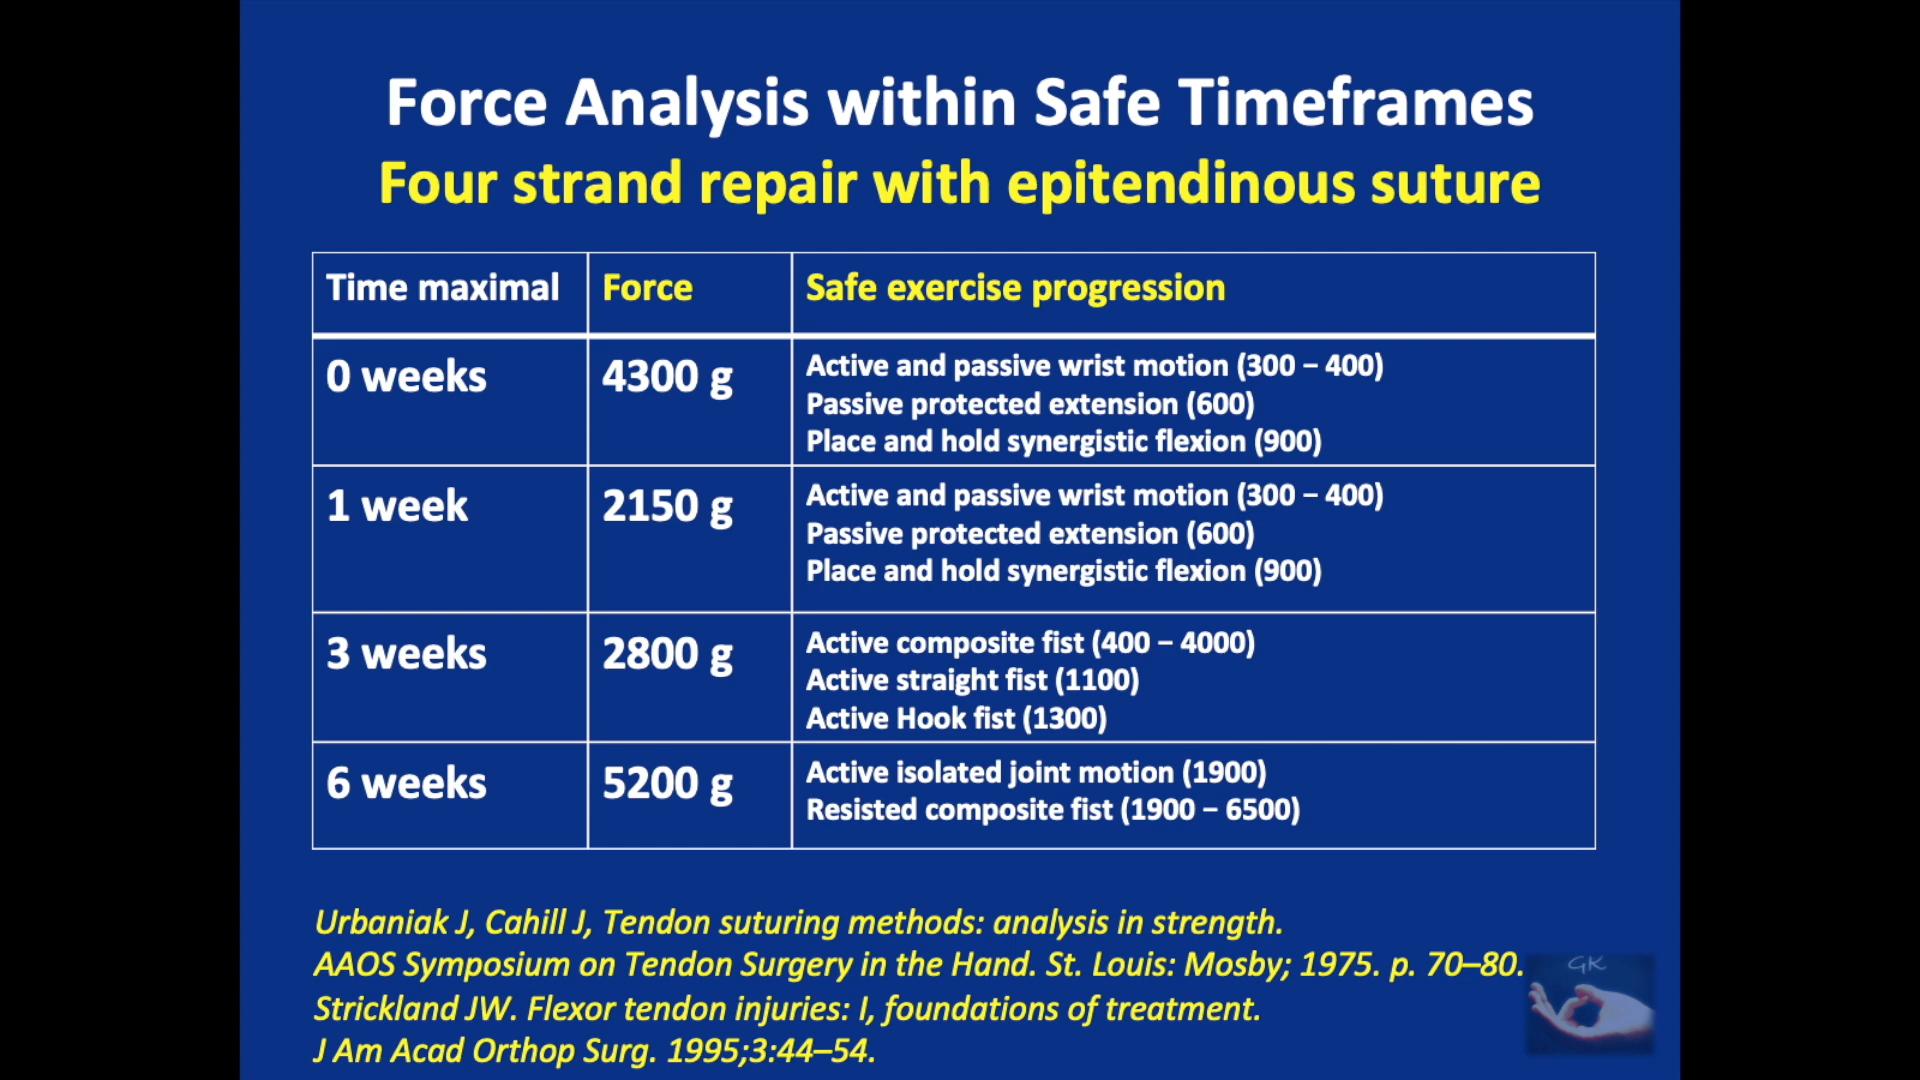 Force Analysis within Safe Timeframes
Four strand repair with epitendinous suture
Time maximal
Force
Safe exercise progression
0 weeks
4300 g
Active and passive wrist motion (300 – 400)
Passive protected extension (600)
Place and hold synergistic flexion (900)
1 week
2150 g
Active and passive wrist motion (300 – 400)
Passive protected extension (600)
Place and hold synergistic flexion (900)
3 weeks
2800 g
Active composite fist (400 – 4000)
Active straight fist (1100)
Active Hook fist (1300)
6 weeks
5200 g
Active isolated joint motion (1900)
Resisted composite fist (1900 – 6500)
Urbaniak J, Cahill J, Tendon suturing methods: analysis in strength.
AAOS Symposium on Tendon Surgery in the Hand. St. Louis: Mosby; 1975. p. 70–80.
Strickland JW. Flexor tendon injuries: I, foundations of treatment.
J Am Acad Orthop Surg. 1995;3:44–54.
GK